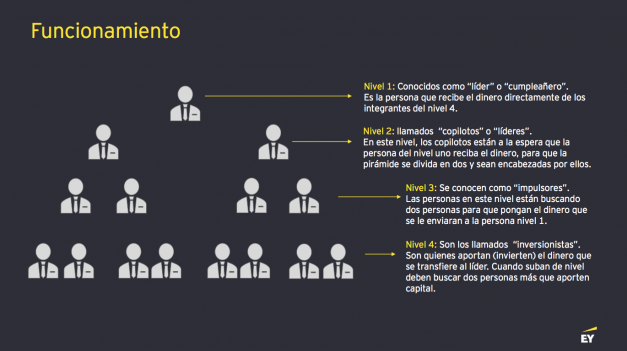 Funcionamiento
Nivel 1: Conocidos como “líder” o “cumpleañero”.
Es la persona que recibe el dinero directamente de los
integrantes del nivel 4.
Nivel 2: llamados “copilotos” o “líderes”.
En este nivel, los copilotos están a la espera que la
persona del nivel uno reciba el dinero, para que la
pirámide se divida en dos y sean encabezadas por ellos.
Nivel 3: Se conocen como “impulsores”.
Las personas en este nivel están buscando
dos personas para que pongan el dinero que
se le enviaran a la persona nivel 1.
Nivel 4: Son los llamados “inversionistas”.
Son quienes aportan (invierten) el dinero que
se transfiere al líder. Cuando suban de nivel
deben buscar dos personas más que aporten
capital.
EY